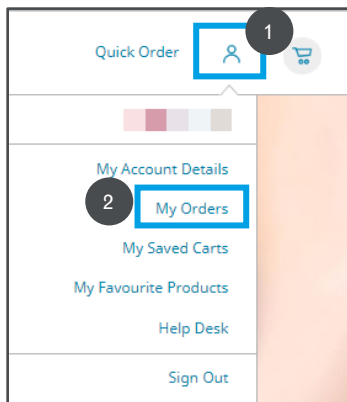 1
Quick Order
My Account Details
2
My Orders
My Saved Carts
My Favourite Products
Help Desk
Sign Out